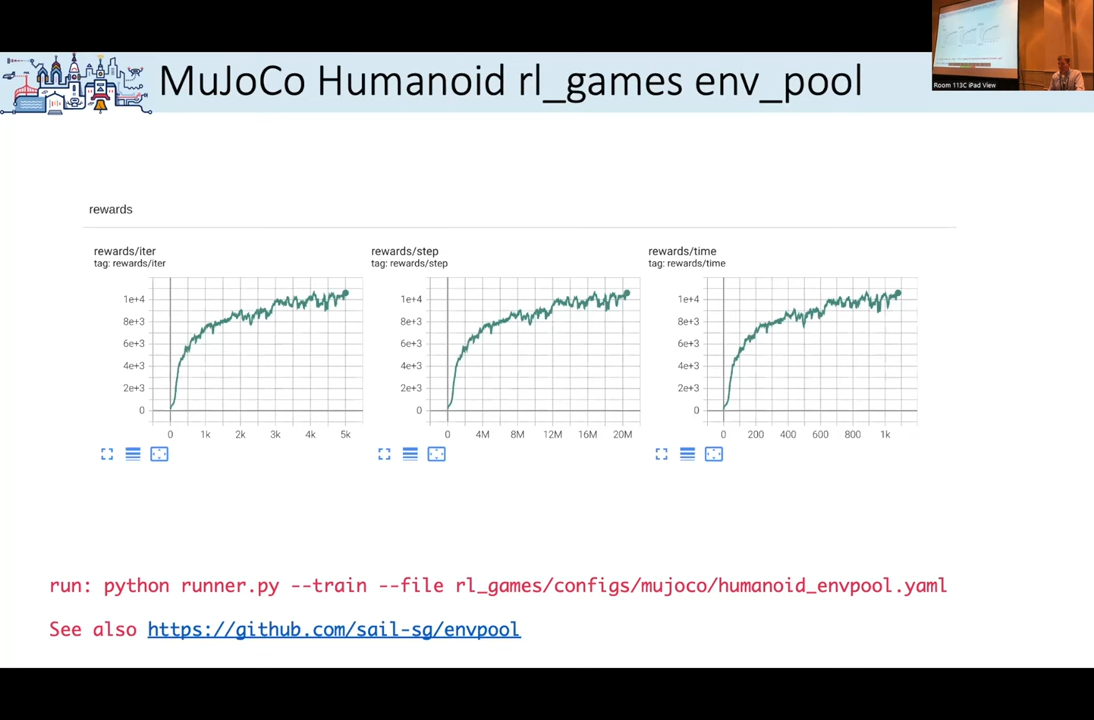 MuJoCo Humanoid rl_games env_pool
Room 113C iPad View
rewards
rewards/iter
tag: rewards/iter
1e+4
8e+3
6e+3
4e+3
2e+3
0
0 1k 2k 3k 4k 5k
rewards/step
tag: rewards/step
1e+4
8e+3
6e+3
4e+3
2e+3
0
0 4M 8M 12M 16M 20M
rewards/time
tag: rewards/time
1e+4
8e+3
6e+3
4e+3
2e+3
0
0 200 400 600 800 1k
run: python runner.py --train --file rl_games/configs/mujoco/humanoid_envpool.yaml
See also https://github.com/sail-sg/envpool